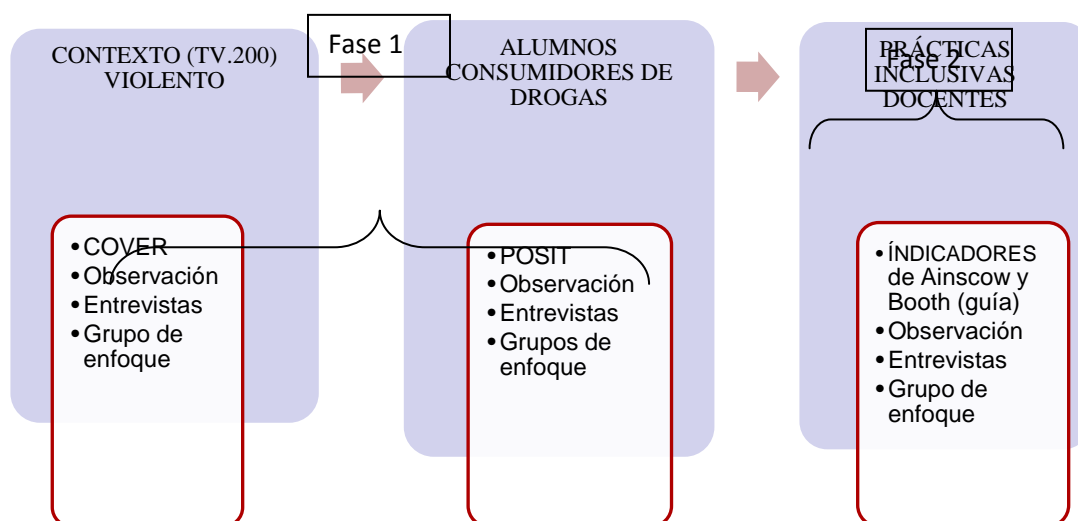 CONTEXTO (TV.200)
VIOLENTO
Fase 1
ALUMNOS
CONSUMIDORES DE
DROGAS
PRÁCTICAS
INCLUSIVAS
DOCENTES
Fase 2
•COVER
•Observación
•Entrevistas
•Grupo de
enfoque
•POSIT
•Observación
•Entrevistas
•Grupos de
enfoque
•ÍNDICADORES
de Ainscow y
Booth (guía)
•Observación
•Entrevistas
•Grupo de
enfoque